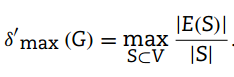 δ′max (G) = max S⊂V |E(S)| / |S|.